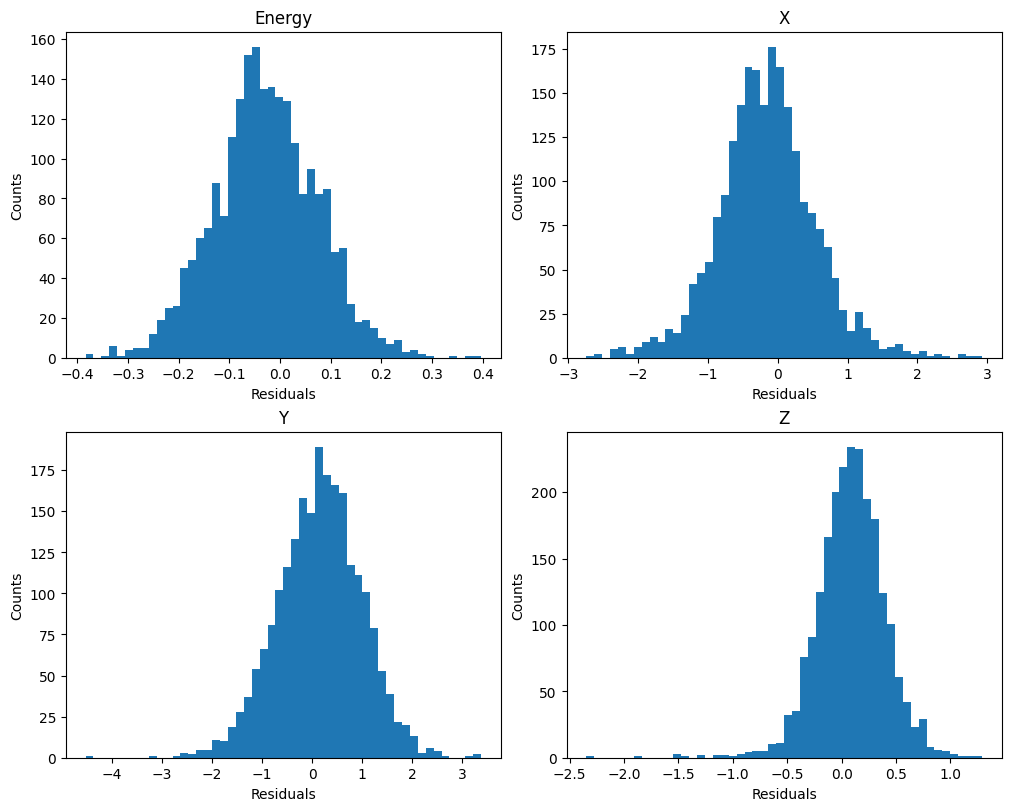 Energy
160
140
120
100
80
60
40
20
0
Counts
−0.4 −0.3 −0.2 −0.1 0.0 0.1 0.2 0.3 0.4
Residuals
X
175
150
125
100
75
50
25
0
Counts
−3 −2 −1 0 1 2 3
Residuals
Y
175
150
125
100
75
50
25
0
Counts
−4 −3 −2 −1 0 1 2 3
Residuals
Z
200
150
100
50
0
Counts
−2.5 −2.0 −1.5 −1.0 −0.5 0.0 0.5 1.0
Residuals